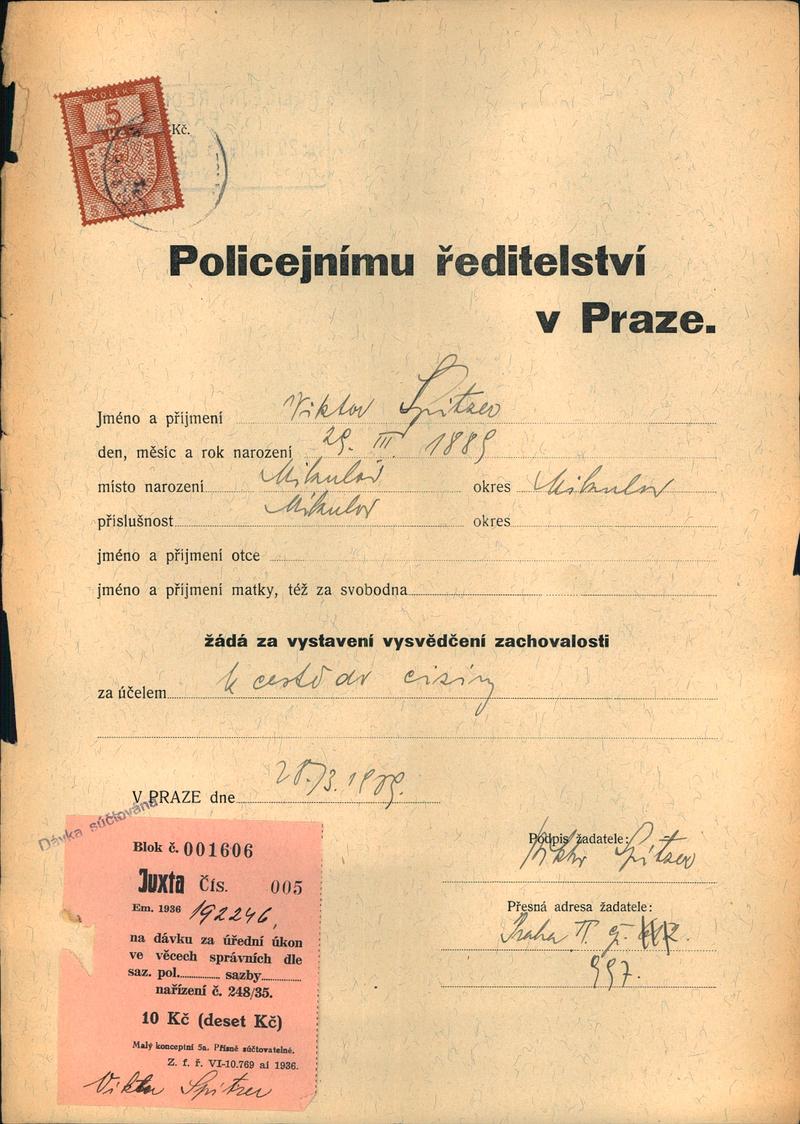 KOLEK
5
5 5
Kč.
Policejnímu ředitelství
v Praze.
Jméno a příjmení Viktor Spitzer
den, měsíc a rok narození 29. III. 1889
místo narození Mikulov okres Mikulov
příslušnost Mikulov okres
jméno a příjmení otce
jméno a příjmení matky, též za svobodna
žádá za vystavení vysvědčení zachovalosti
za účelem k cestě do ciziny
V PRAZE dne 28./3. 1939.
Dávka súčtována
Blok č. 001606
Juxta Čís. 005
Em. 1936 192246,
na dávku za úřední úkon
ve věcech správních dle
saz. pol. sazby
nařízení č. 248/35.
10 Kč (deset Kč)
Malý konceptní 5a. Přísně súčtovatelné.
Z. f. ř. VI-10.769 ai 1936.
Viktor Spitzer
Podpis žadatele:
Viktor Spitzer
Přesná adresa žadatele:
Praha II. č.
997.